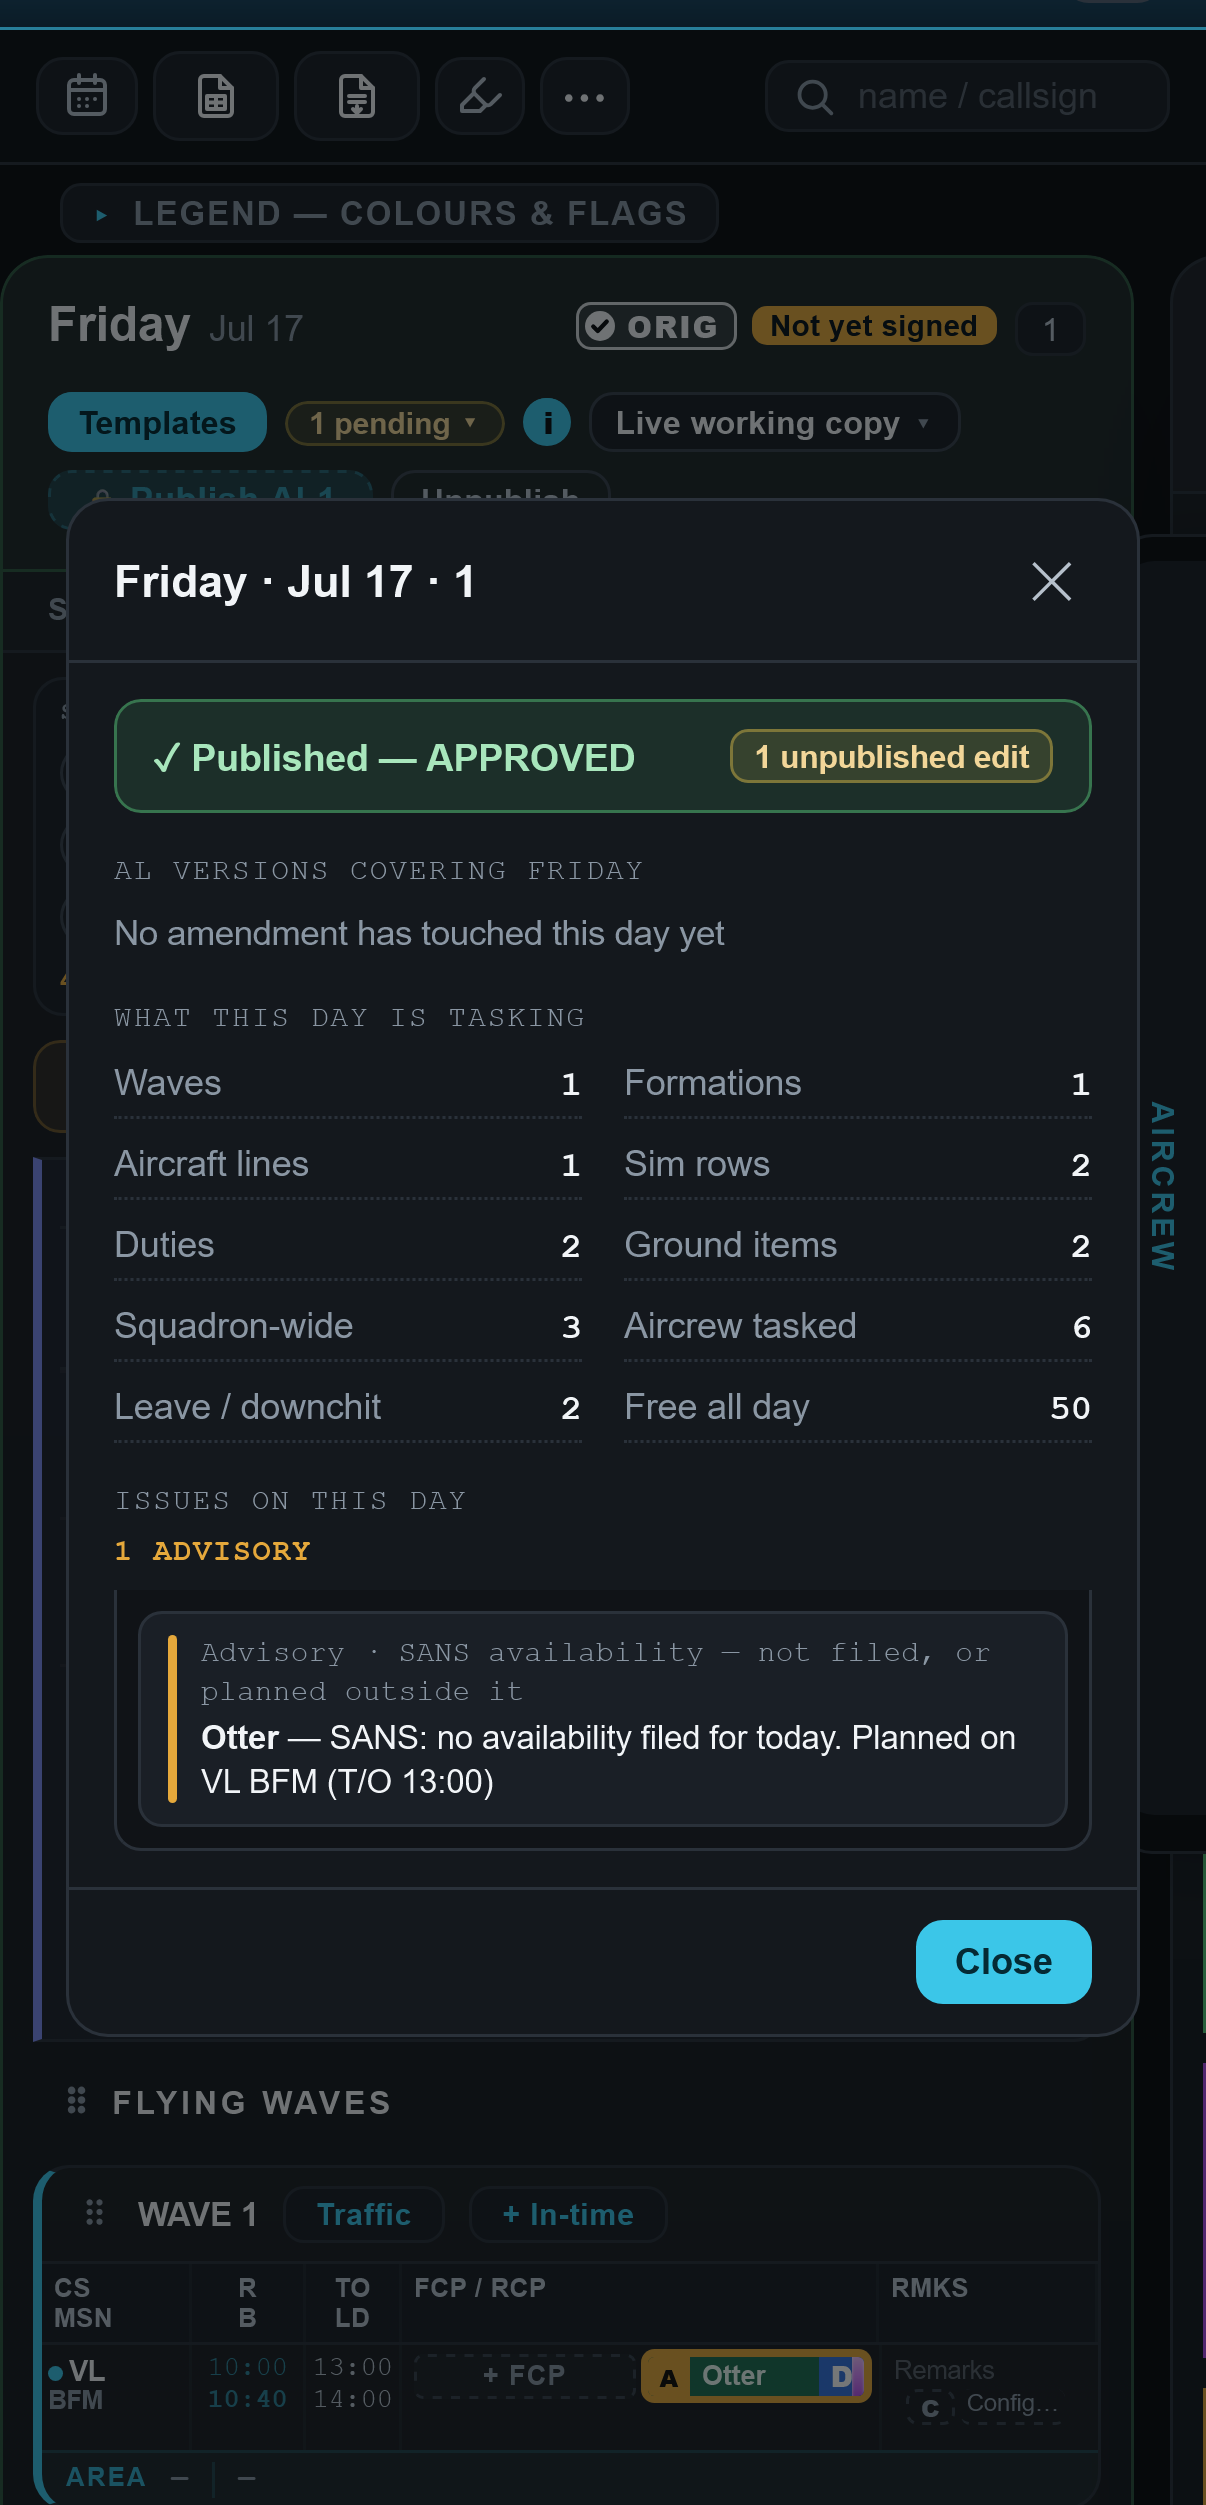 name / callsign
▸ LEGEND — COLOURS & FLAGS
Friday Jul 17 ORIG Not yet signed 1
Templates 1 pending ▾ i Live working copy ▾
Publish AL1 Unpublish
Friday · Jul 17 · 1
✓ Published — APPROVED 1 unpublished edit
AL VERSIONS COVERING FRIDAY
No amendment has touched this day yet
WHAT THIS DAY IS TASKING
Waves 1 Formations 1
Aircraft lines 1 Sim rows 2
Duties 2 Ground items 2
Squadron-wide 3 Aircrew tasked 6
Leave / downchit 2 Free all day 50
AIRCREW
ISSUES ON THIS DAY
1 ADVISORY
Advisory · SANS availability — not filed, or
planned outside it
Otter — SANS: no availability filed for today. Planned on
VL BFM (T/O 13:00)
Close
FLYING WAVES
WAVE 1 Traffic + In-time
CS R TO FCP / RCP RMKS
MSN B LD
VL 10:00 13:00 + FCP A Otter D Remarks
BFM 10:40 14:00 C Config…
AREA – –